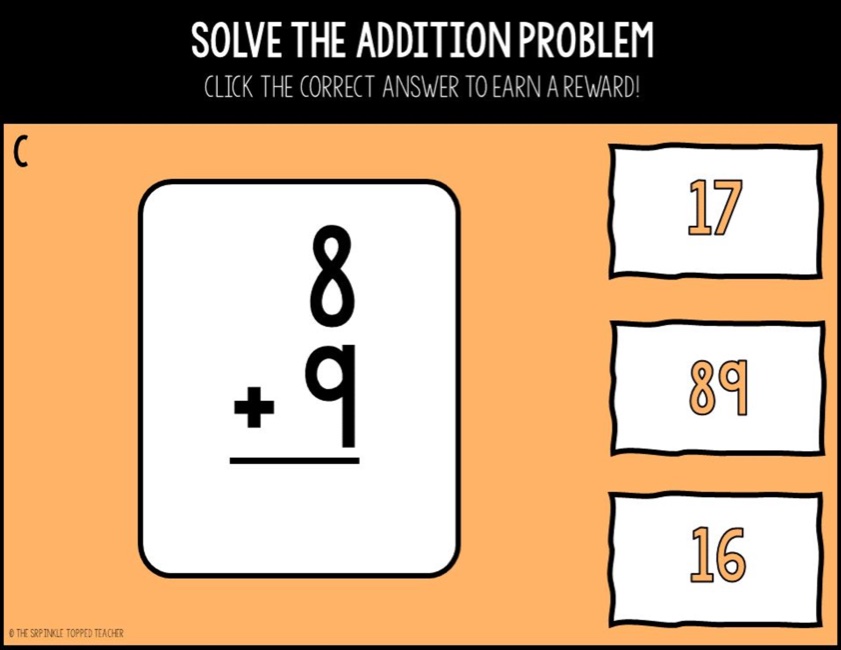 SOLVE THE ADDITION PROBLEM
CLICK THE CORRECT ANSWER TO EARN A REWARD!
C
8
+ 9
17
89
16
© THE SRPINKLE TOPPED TEACHER